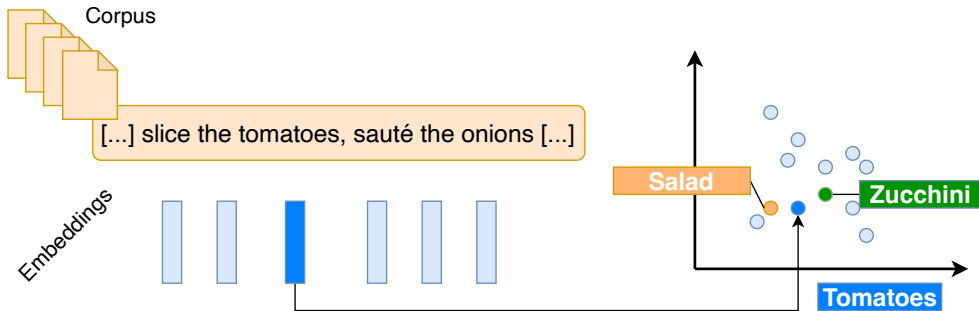 Corpus
[...] slice the tomatoes, sauté the onions [...]
Embeddings
Salad
Zucchini
Tomatoes